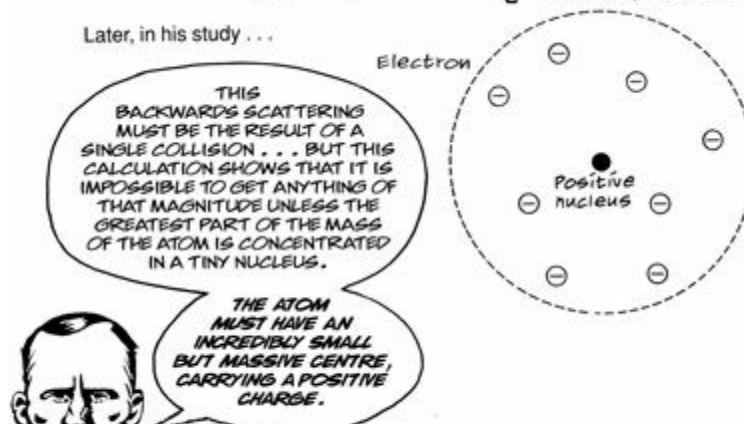 Later, in his study . . .
Electron
THIS
BACKWARDS SCATTERING
MUST BE THE RESULT OF A
SINGLE COLLISION . . . BUT THIS
CALCULATION SHOWS THAT IT IS
IMPOSSIBLE TO GET ANYTHING OF
THAT MAGNITUDE UNLESS THE
GREATEST PART OF THE MASS
OF THE ATOM IS CONCENTRATED
IN A TINY NUCLEUS.
Positive
nucleus
THE ATOM
MUST HAVE AN
INCREDIBLY SMALL
BUT MASSIVE CENTRE,
CARRYING A POSITIVE
CHARGE.